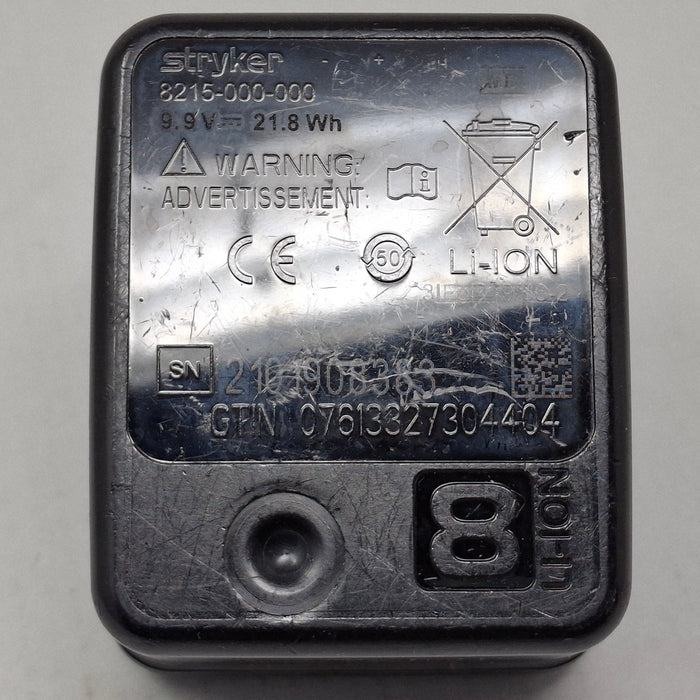 stryker
8215-000-000
9.9 V 21.8 Wh
WARNING:
ADVERTISSEMENT:
i
CE
50
Li-ION
SN
GTIN 07613327304404
8
LI-ION